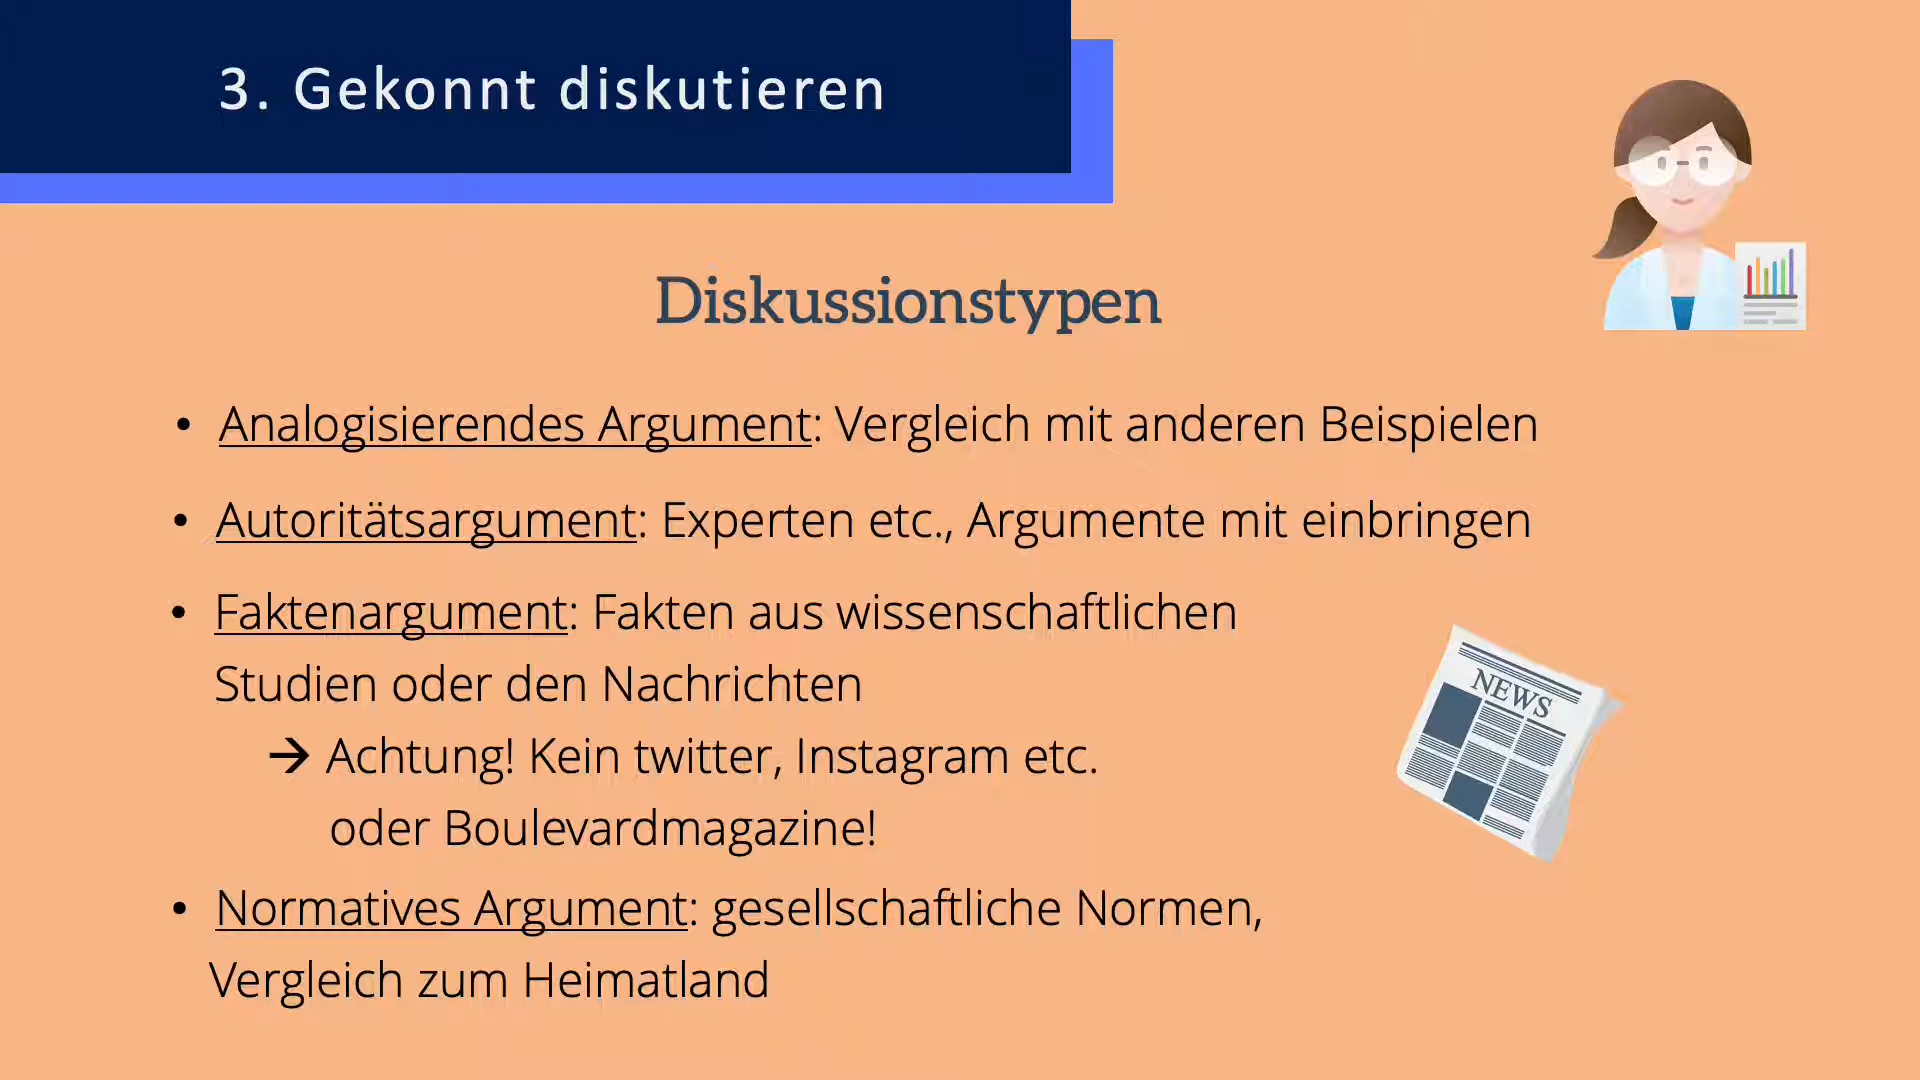 3. Gekonnt diskutieren
Diskussionstypen
• Analogisierendes Argument: Vergleich mit anderen Beispielen
• Autoritätsargument: Experten etc., Argumente mit einbringen
• Faktenargument: Fakten aus wissenschaftlichen
Studien oder den Nachrichten
→ Achtung! Kein twitter, Instagram etc.
oder Boulevardmagazine!
NEWS
• Normatives Argument: gesellschaftliche Normen,
Vergleich zum Heimatland